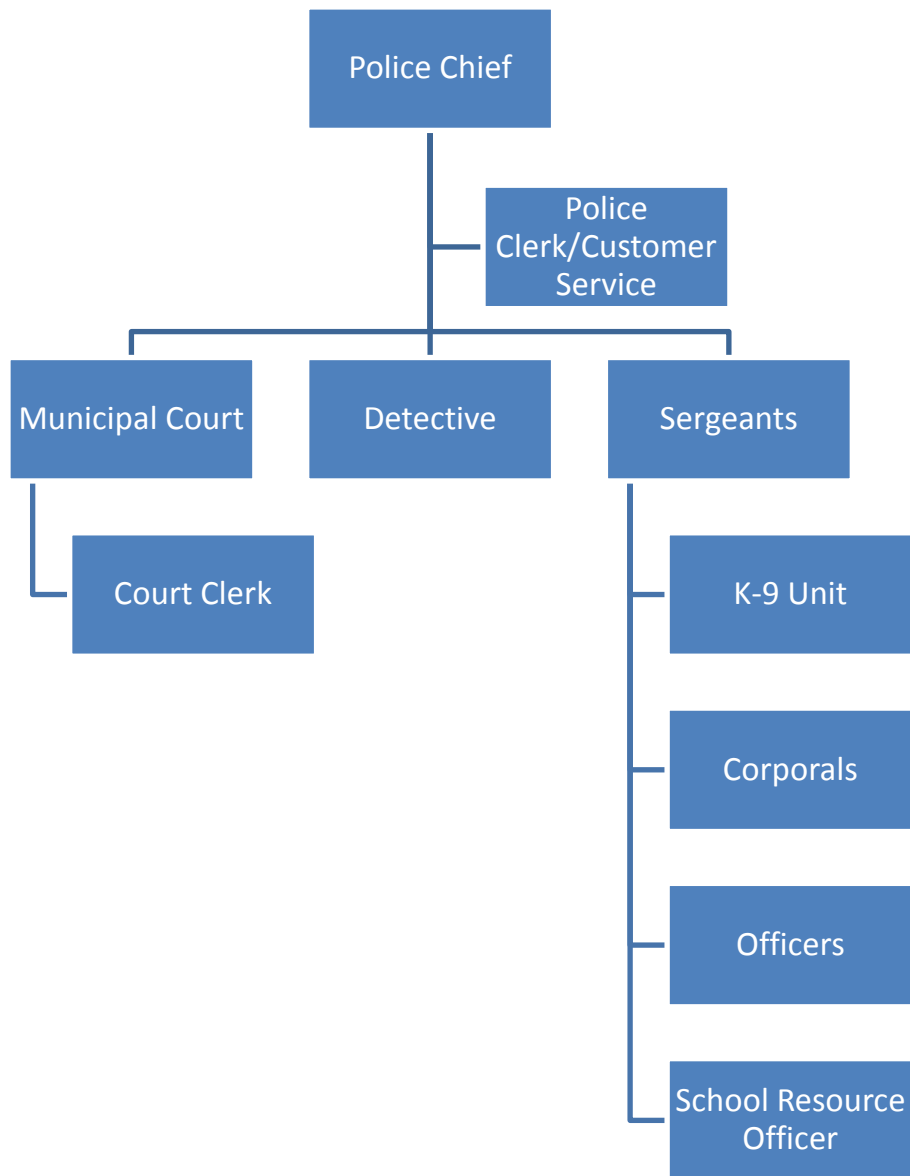 Police Chief
Police
Clerk/Customer
Service
Municipal Court
Detective
Sergeants
Court Clerk
K-9 Unit
Corporals
Officers
School Resource
Officer